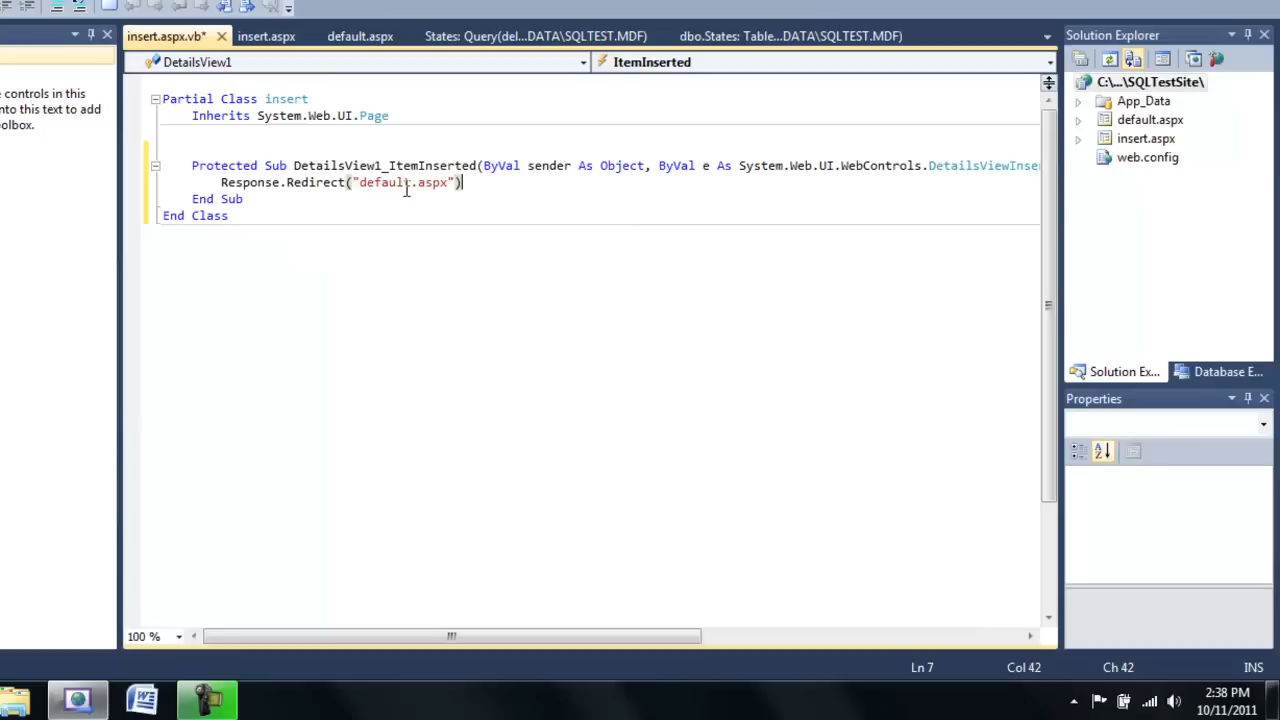 insert.aspx.vb*
insert.aspx
default.aspx
States: Query(del...DATA\SQLTEST.MDF)
dbo.States: Table...DATA\SQLTEST.MDF)
Solution Explorer
DetailsView1
ItemInserted
e controls in this
nto this text to add
olbox.
Partial Class insert
Inherits System.Web.UI.Page
Protected Sub DetailsView1_ItemInserted(ByVal sender As Object, ByVal e As System.Web.UI.WebControls.DetailsViewInse
Response.Redirect("default.aspx")
End Sub
End Class
C:\...\SQLTestSite\
App_Data
default.aspx
insert.aspx
web.config
Solution Ex...
Database E...
Properties
100 %
Ln 7
Col 42
Ch 42
INS
2:38 PM
10/11/2011